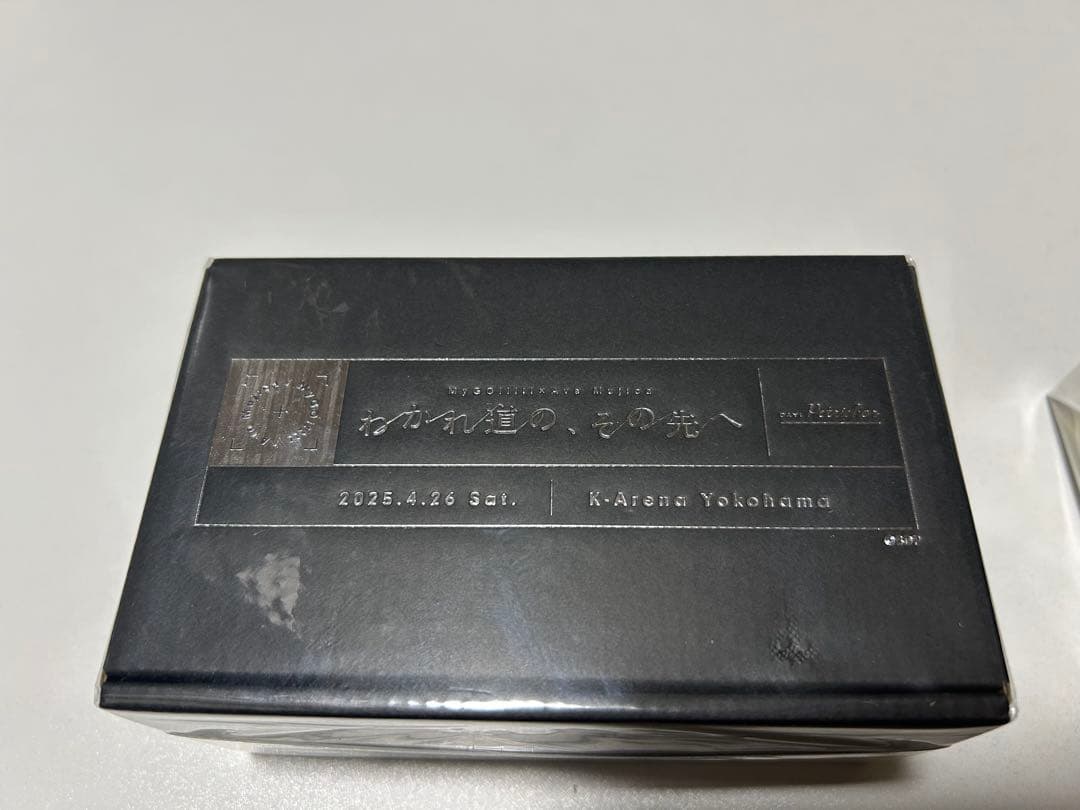 MyGO!!!!!×Ave Mujica
わかれ道の、その先へ
DAY1 Petrichor
2025.4.26 Sat.
K-Arena Yokohama